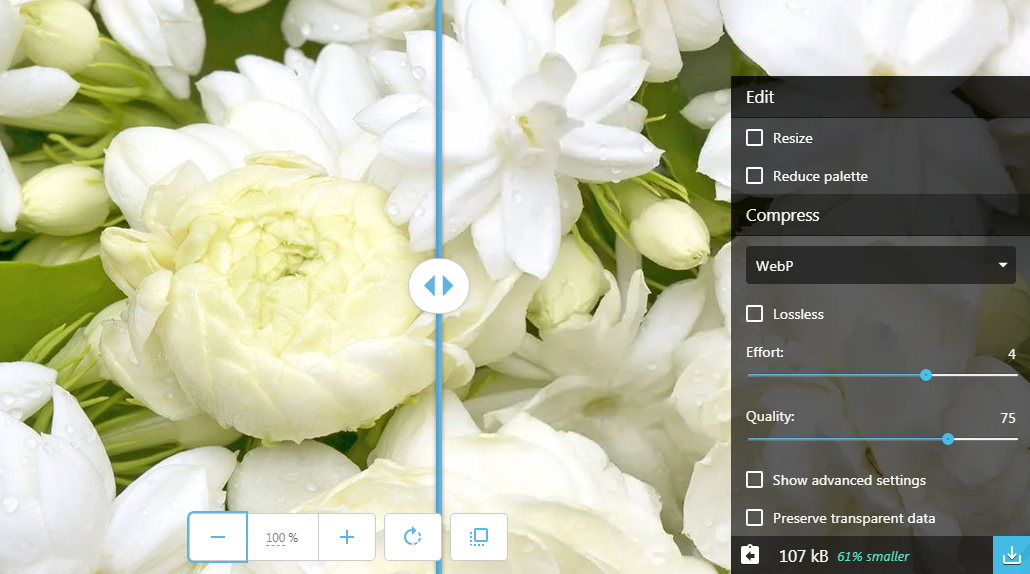 Edit
Resize
Reduce palette
Compress
WebP
Lossless
Effort: 4
Quality: 75
Show advanced settings
Preserve transparent data
100 %
107 kB 61% smaller